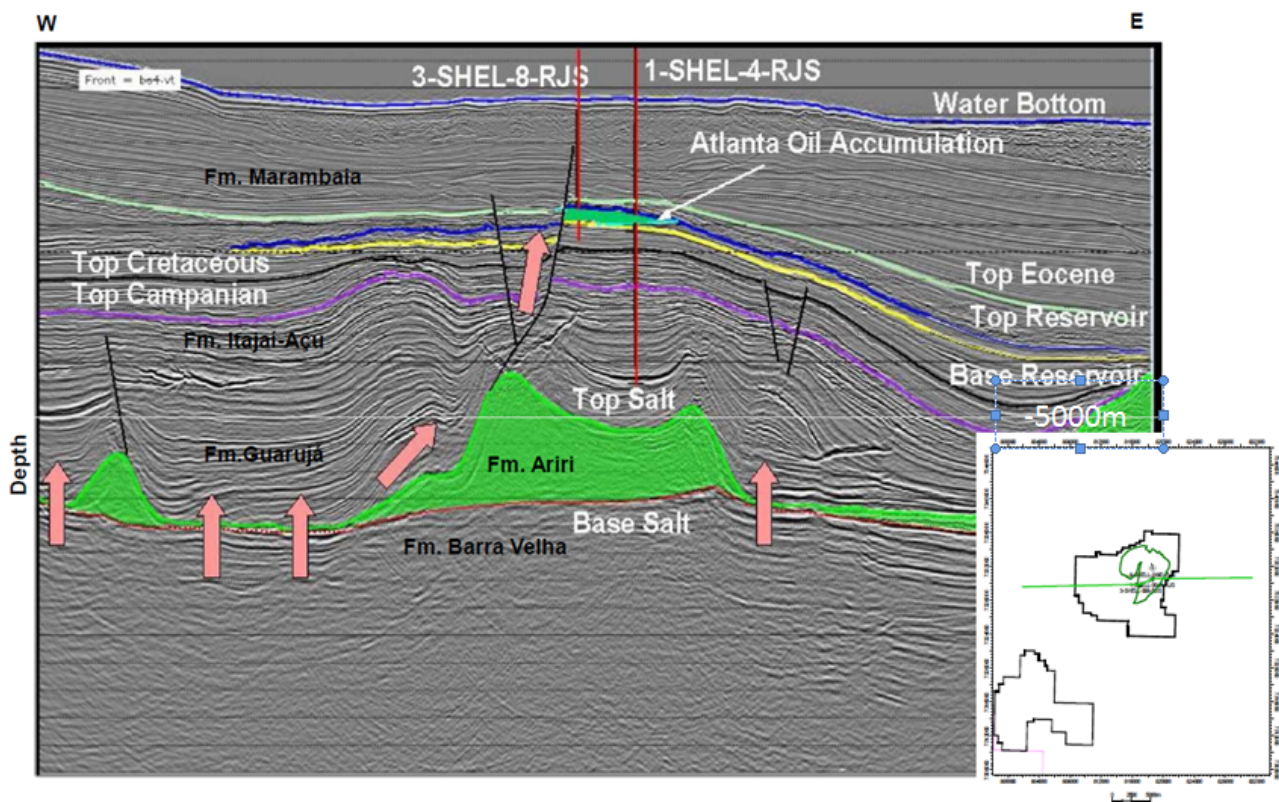 W
E
Front = bs4.vt
3-SHEL-8-RJS
1-SHEL-4-RJS
Water Bottom
Atlanta Oil Accumulation
Fm. Marambaia
Top Cretaceous
Top Eocene
Top Campanian
Top Reservoir
Fm. Itajai-Açu
Base Reservoir
Top Salt
-5000m
Fm.Guarujá
Fm. Ariri
Depth
Base Salt
Fm. Barra Velha